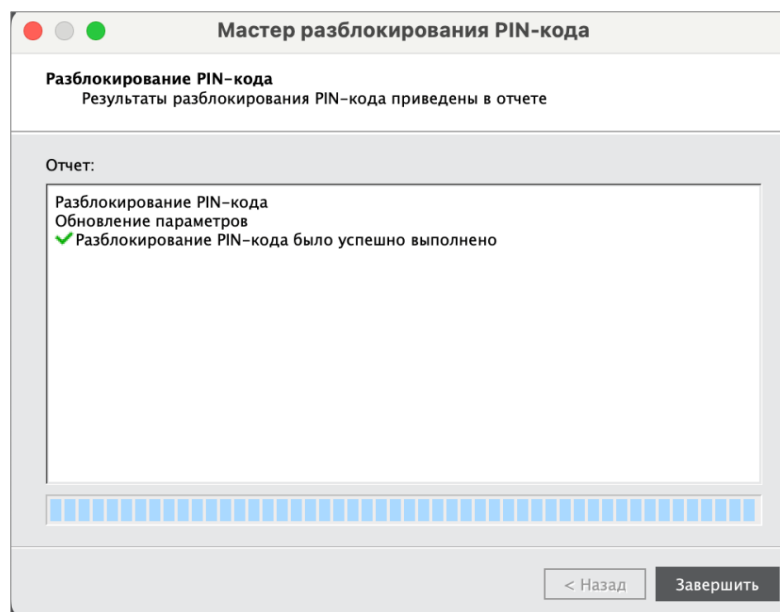 Мастер разблокирования PIN-кода
Разблокирование PIN-кода
Результаты разблокирования PIN-кода приведены в отчете
Отчет:
Разблокирование PIN-кода
Обновление параметров
Разблокирование PIN-кода было успешно выполнено
< Назад
Завершить